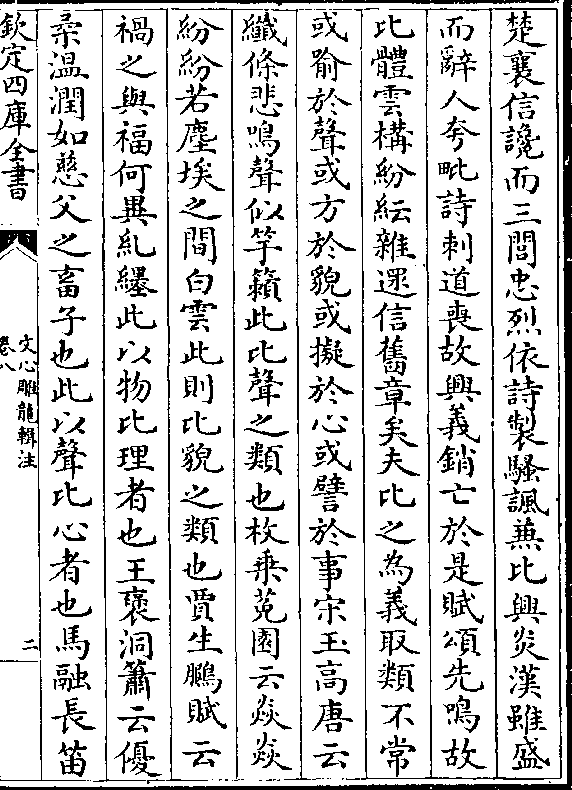 楚襄信讒而三閭忠烈依詩製騷諷兼比興炎漢雖盛
而辭人夸毗詩刺道喪故興義銷亡於是賦頌先鳴故
比體雲構紛紜雜遝信舊章矣夫比之為義取類不常
或喻於聲或方於貌或擬於心或譬於事宋玉高唐云
纖條悲鳴聲似竽籟此比聲之類也枚乗菟園云焱焱
紛紛若塵埃之間白雲此則比貌之類也賈生鵩賦云
禍之與福何異糺纆此以物比理者也王褒洞簫云優
柔溫潤如慈父之畜子也此以聲比心者也馬融長笛
欽定四庫全書
文心雕龍輯注
卷八
二